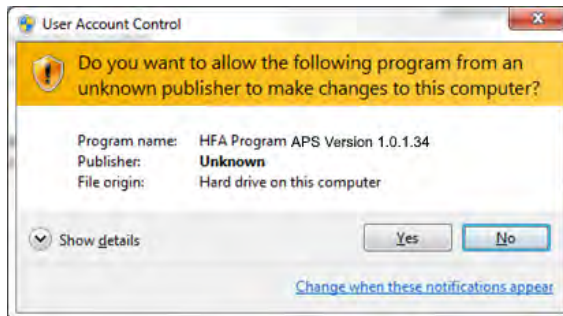 User Account Control
Do you want to allow the following program from an
unknown publisher to make changes to this computer?
Program name: HFA Program APS Version 1.0.1.34
Publisher: Unknown
File origin: Hard drive on this computer
Show details
Yes
No
Change when these notifications appear